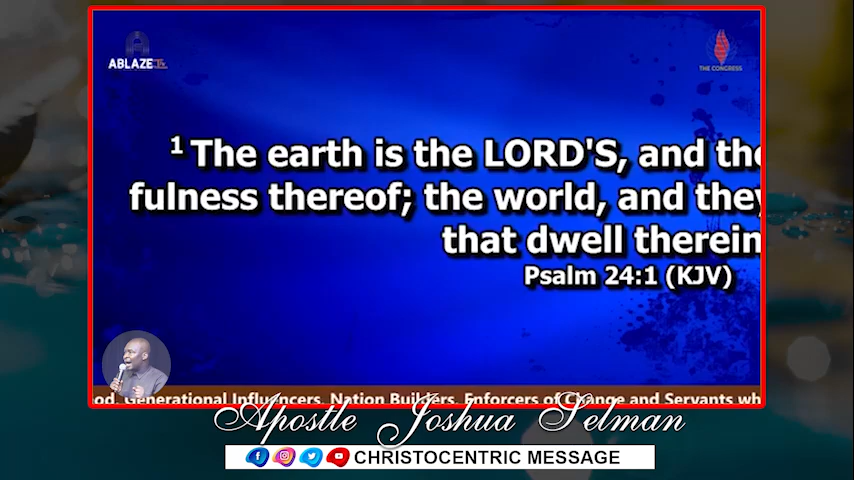 ABLAZE TV
THE CONGRESS
1 The earth is the LORD'S, and the
fulness thereof; the world, and they
that dwell therein
Psalm 24:1 (KJV)
Generational Influencers, Nation Builders, Enforcers of Change and Servants wh
Apostle Joshua Selman
CHRISTOCENTRIC MESSAGE